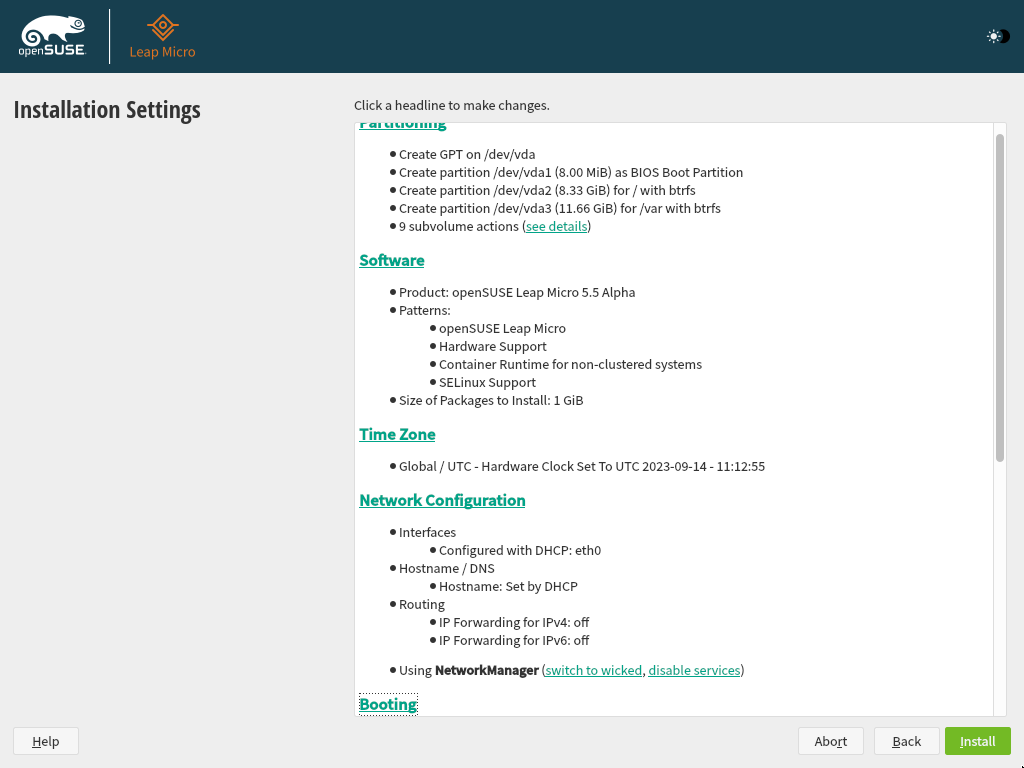 openSUSE
Leap Micro
Installation Settings
Click a headline to make changes.
Partitioning
Create GPT on /dev/vda
Create partition /dev/vda1 (8.00 MiB) as BIOS Boot Partition
Create partition /dev/vda2 (8.33 GiB) for / with btrfs
Create partition /dev/vda3 (11.66 GiB) for /var with btrfs
9 subvolume actions (see details)
Software
Product: openSUSE Leap Micro 5.5 Alpha
Patterns:
openSUSE Leap Micro
Hardware Support
Container Runtime for non-clustered systems
SELinux Support
Size of Packages to Install: 1 GiB
Time Zone
Global / UTC - Hardware Clock Set To UTC 2023-09-14 - 11:12:55
Network Configuration
Interfaces
Configured with DHCP: eth0
Hostname / DNS
Hostname: Set by DHCP
Routing
IP Forwarding for IPv4: off
IP Forwarding for IPv6: off
Using NetworkManager (switch to wicked, disable services)
Booting
Help
Abort
Back
Install